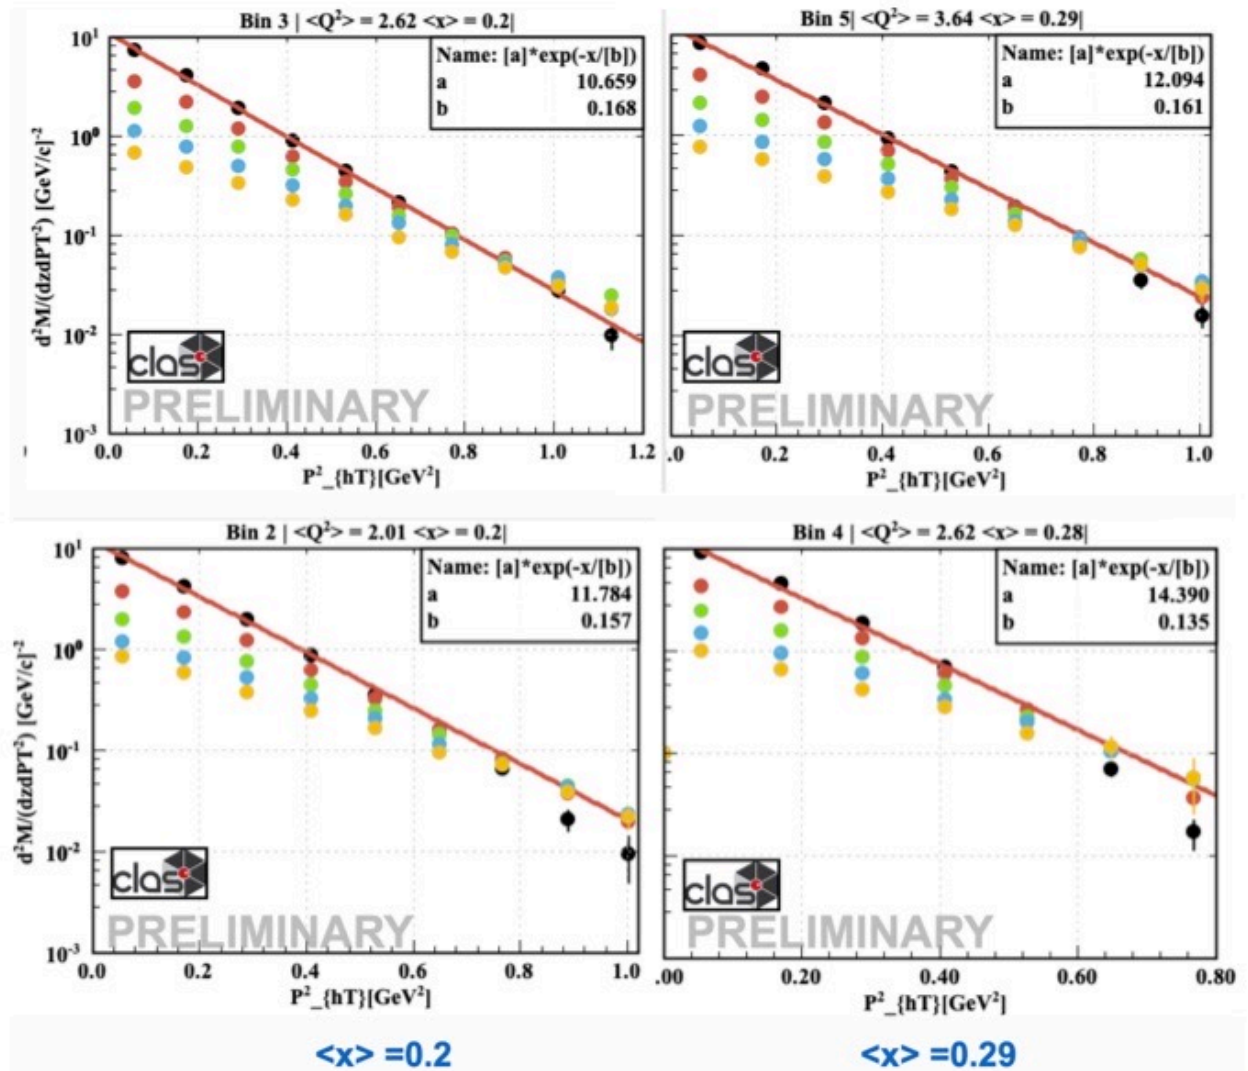 Bin 3 | <Q²> = 2.62 <x> = 0.2|
Name: [a]*exp(-x/[b])
a 10.659
b 0.168
d²M/(dzdPT²) [GeV/c]⁻²
10¹
10⁰
10⁻¹
10⁻²
10⁻³
clas
PRELIMINARY
0.0 0.2 0.4 0.6 0.8 1.0 1.2
P²_{hT}[GeV²]
Bin 5| <Q²> = 3.64 <x> = 0.29|
Name: [a]*exp(-x/[b])
a 12.094
b 0.161
clas
PRELIMINARY
.0 0.2 0.4 0.6 0.8 1.0
P²_{hT}[GeV²]
Bin 2 | <Q²> = 2.01 <x> = 0.2|
Name: [a]*exp(-x/[b])
a 11.784
b 0.157
d²M/(dzdPT²) [GeV/c]⁻²
10¹
10⁰
10⁻¹
10⁻²
10⁻³
clas
PRELIMINARY
0.0 0.2 0.4 0.6 0.8 1.0
P²_{hT}[GeV²]
Bin 4| <Q²> = 2.62 <x> = 0.28|
Name: [a]*exp(-x/[b])
a 14.390
b 0.135
clas
PRELIMINARY
.00 0.20 0.40 0.60 0.80
P²_{hT}[GeV²]
<x> =0.2
<x> =0.29